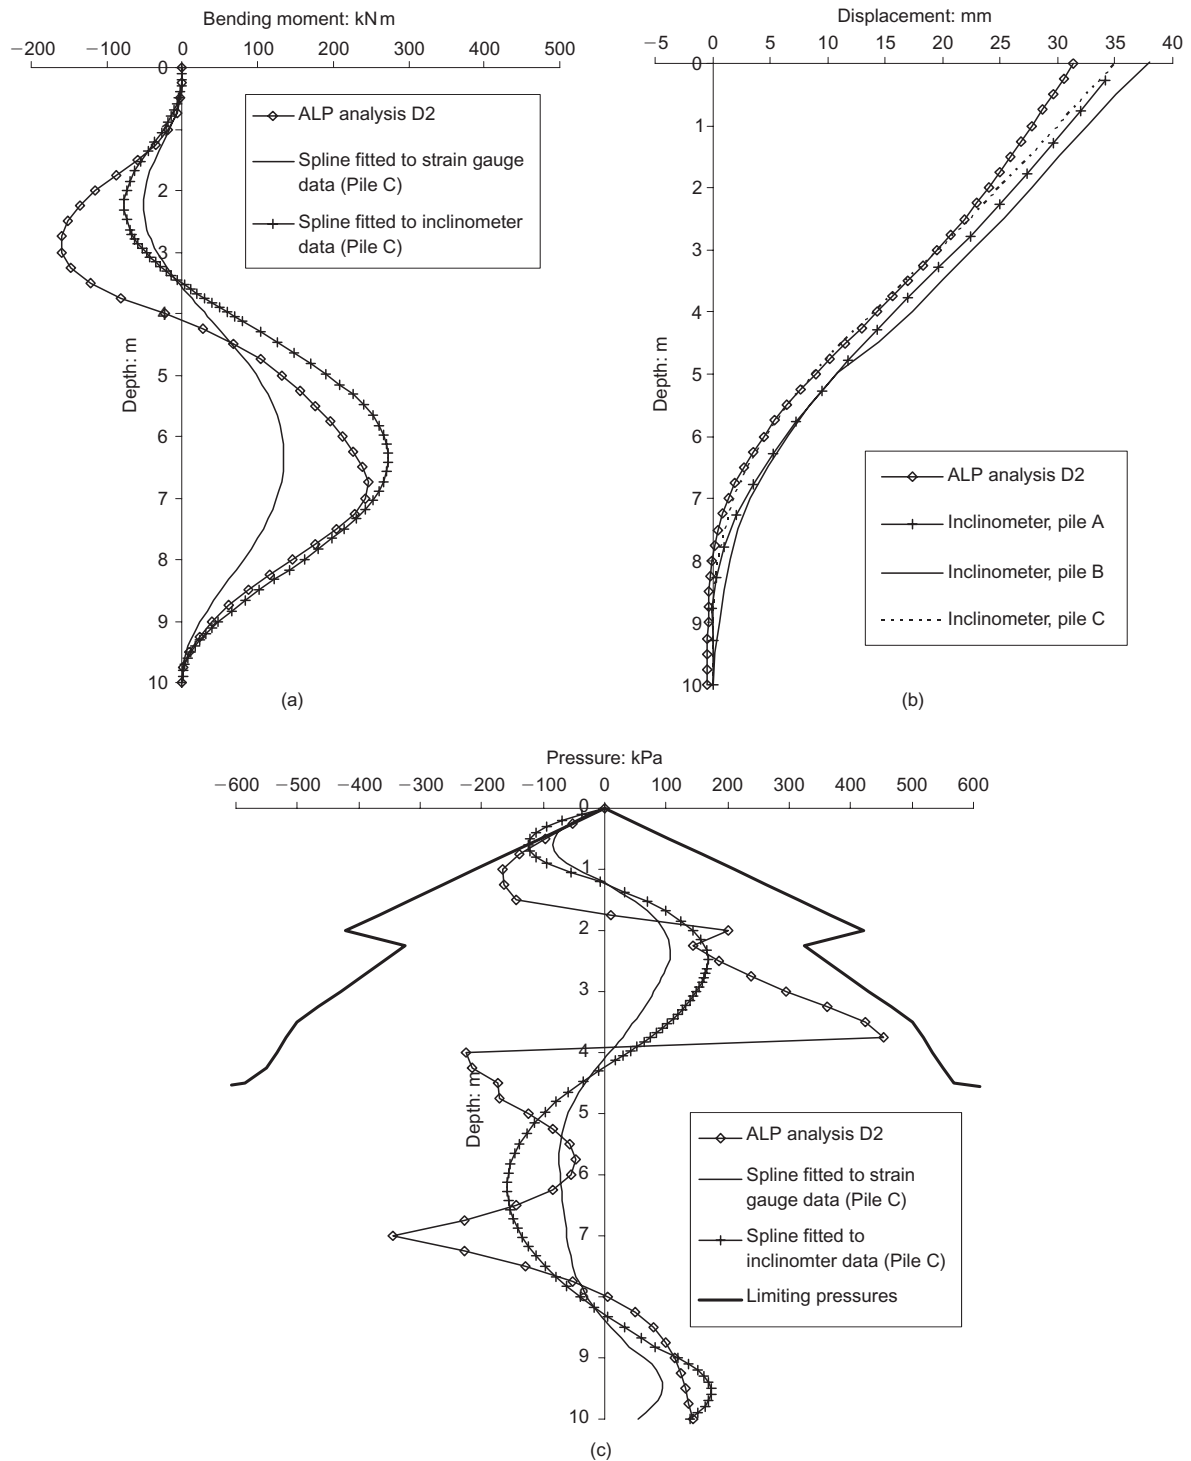 Bending moment: kN m
−200 −100 0 100 200 300 400 500
0
2
3
5
6
7
8
9
10
Depth: m
ALP analysis D2
Spline fitted to strain gauge
data (Pile C)
Spline fitted to inclinometer
data (Pile C)
(a)
Displacement: mm
−5 0 5 10 15 20 25 30 35 40
0
1
2
3
4
5
6
7
8
9
10
Depth: m
ALP analysis D2
Inclinometer, pile A
Inclinometer, pile B
Inclinometer, pile C
(b)
Pressure: kPa
−600 −500 −400 −300 −200 −100 0 100 200 300 400 500 600
0
1
2
3
4
5
6
7
8
9
10
Depth: m
ALP analysis D2
Spline fitted to strain
gauge data (Pile C)
Spline fitted to
inclinomter data (Pile C)
Limiting pressures
(c)